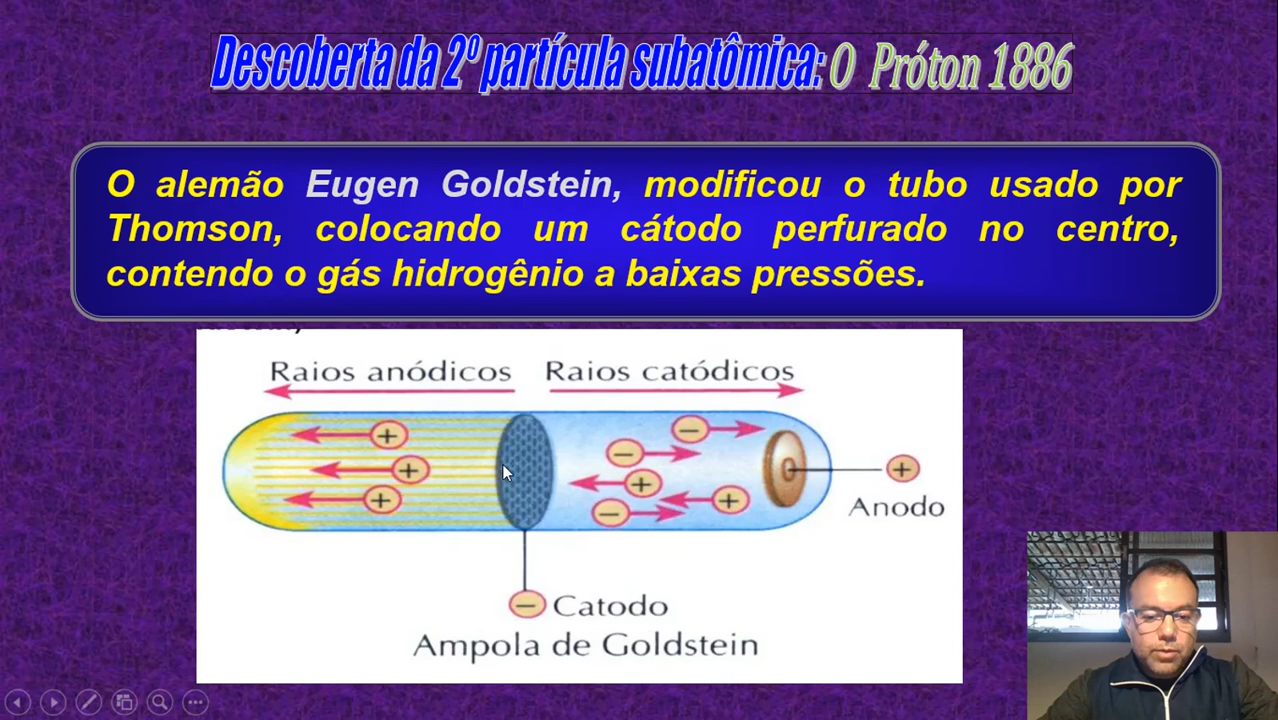 Descoberta da 2º partícula subatômica: O Próton 1886
O alemão Eugen Goldstein, modificou o tubo usado por
Thomson, colocando um cátodo perfurado no centro,
contendo o gás hidrogênio a baixas pressões.
Raios anódicos Raios catódicos
+ − − + + − + + +
Anodo
− Catodo
Ampola de Goldstein